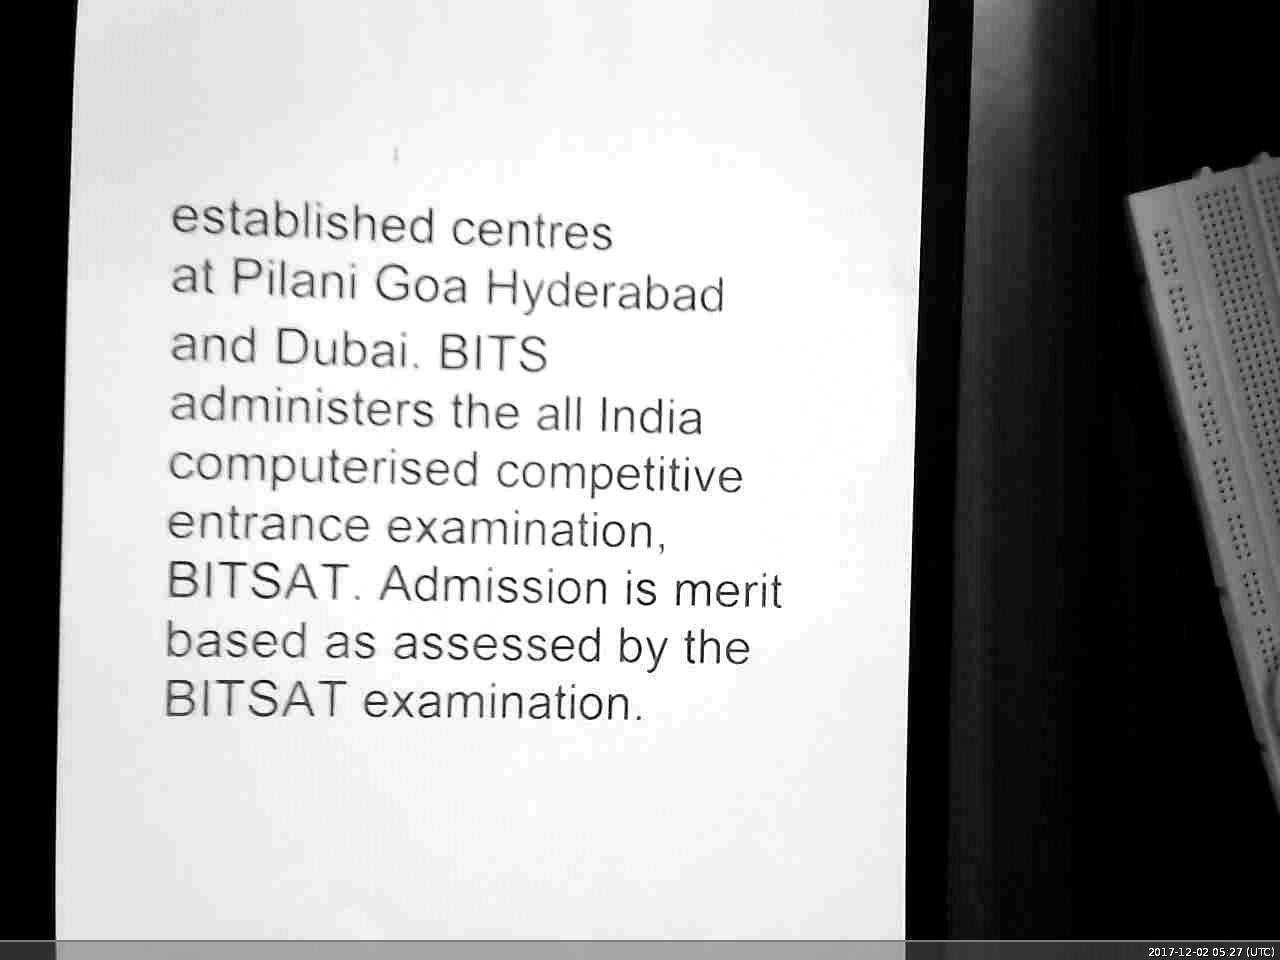 established centres
at Pilani Goa Hyderabad
and Dubai. BITS
administers the all India
computerised competitive
entrance examination,
BITSAT. Admission is merit
based as assessed by the
BITSAT examination.
2017-12-02 05:27 (UTC)